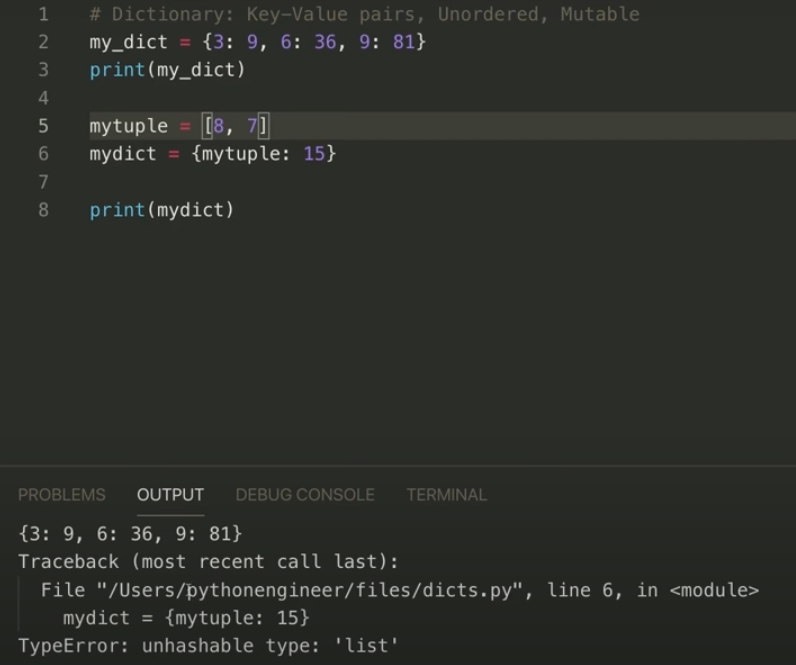 1 # Dictionary: Key-Value pairs, Unordered, Mutable
2 my_dict = {3: 9, 6: 36, 9: 81}
3 print(my_dict)
4
5 mytuple = [8, 7]
6 mydict = {mytuple: 15}
7
8 print(mydict)
PROBLEMS OUTPUT DEBUG CONSOLE TERMINAL
{3: 9, 6: 36, 9: 81}
Traceback (most recent call last):
  File "/Users/pythonengineer/files/dicts.py", line 6, in <module>
    mydict = {mytuple: 15}
TypeError: unhashable type: 'list'